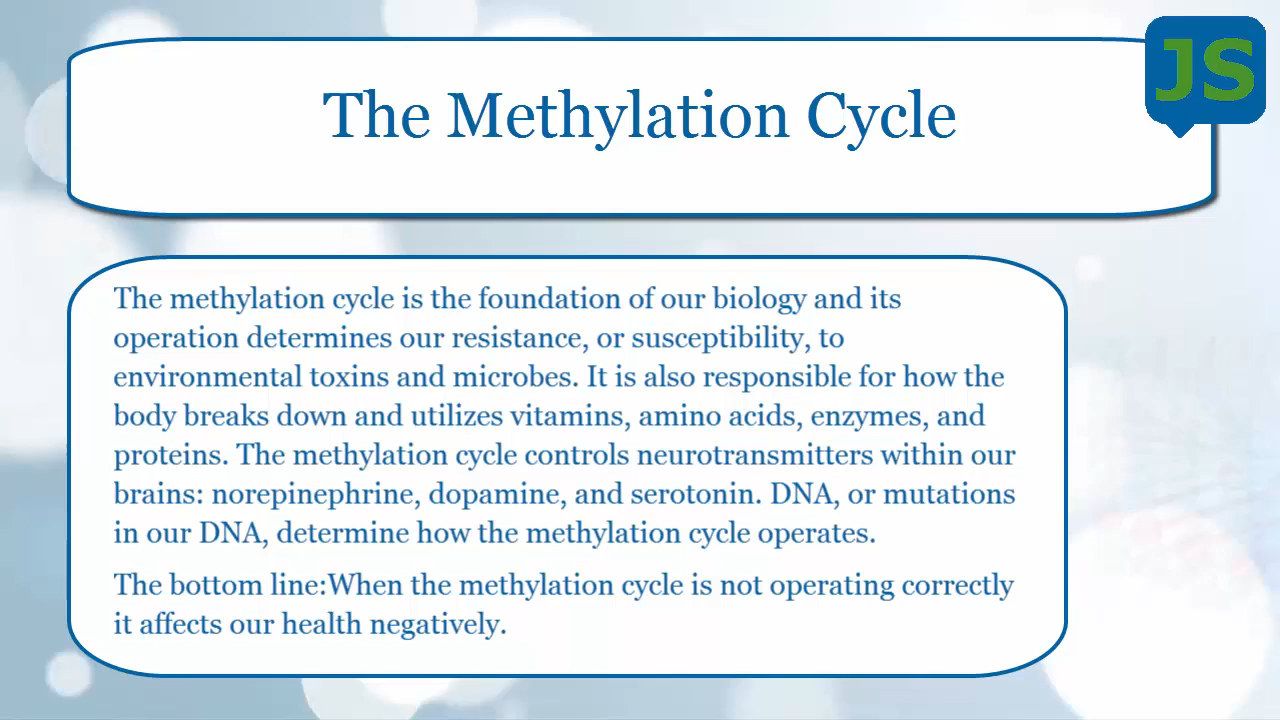 JS
The Methylation Cycle
The methylation cycle is the foundation of our biology and its
operation determines our resistance, or susceptibility, to
environmental toxins and microbes. It is also responsible for how the
body breaks down and utilizes vitamins, amino acids, enzymes, and
proteins. The methylation cycle controls neurotransmitters within our
brains: norepinephrine, dopamine, and serotonin. DNA, or mutations
in our DNA, determine how the methylation cycle operates.
The bottom line:When the methylation cycle is not operating correctly
it affects our health negatively.